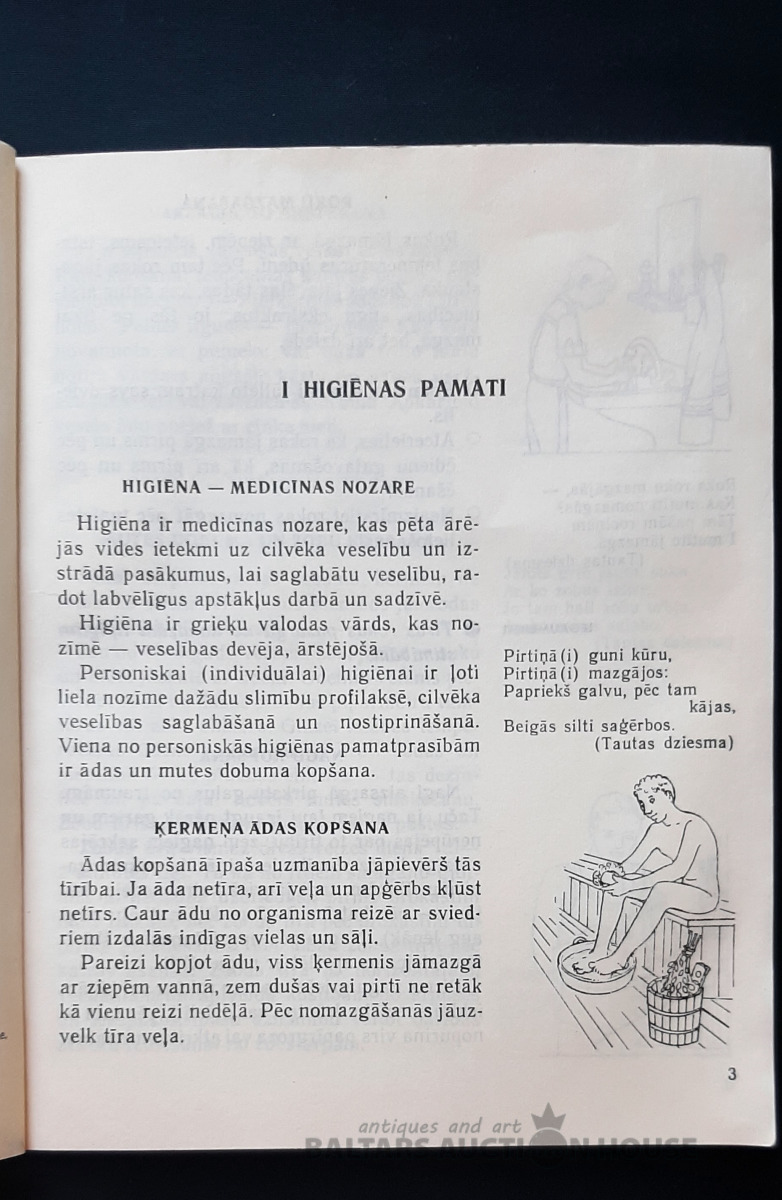 I HIGIĒNAS PAMATI
HIGIĒNA — MEDICĪNAS NOZARE
Higiēna ir medicīnas nozare, kas pēta ārē-
jās vides ietekmi uz cilvēka veselību un iz-
strādā pasākumus, lai saglabātu veselību, ra-
dot labvēlīgus apstākļus darbā un sadzīvē.
Higiēna ir grieķu valodas vārds, kas no-
zīmē — veselības devēja, ārstējošā.
Personiskai (individuālai) higiēnai ir ļoti
liela nozīme dažādu slimību profilaksē, cilvēka
veselības saglabāšanā un nostiprināšanā.
Viena no personiskās higiēnas pamatprasībām
ir ādas un mutes dobuma kopšana.
ĶERMEŅA ĀDAS KOPŠANA
Ādas kopšanā īpaša uzmanība jāpievērš tās
tīrībai. Ja āda netīra, arī veļa un apģērbs kļūst
netīrs. Caur ādu no organisma reizē ar svied-
riem izdalās indīgas vielas un sāļi.
Pareizi kopjot ādu, viss ķermenis jāmazgā
ar ziepēm vannā, zem dušas vai pirtī ne retāk
kā vienu reizi nedēļā. Pēc nomazgāšanās jāuz-
velk tīra veļa.
Pirtiņā(i) guni kūru,
Pirtiņā(i) mazgājos:
Papriekš galvu, pēc tam
kājas,
Beigās silti saģērbos.
(Tautas dziesma)
3
antiques and art
BALTARS AUCTION HOUSE